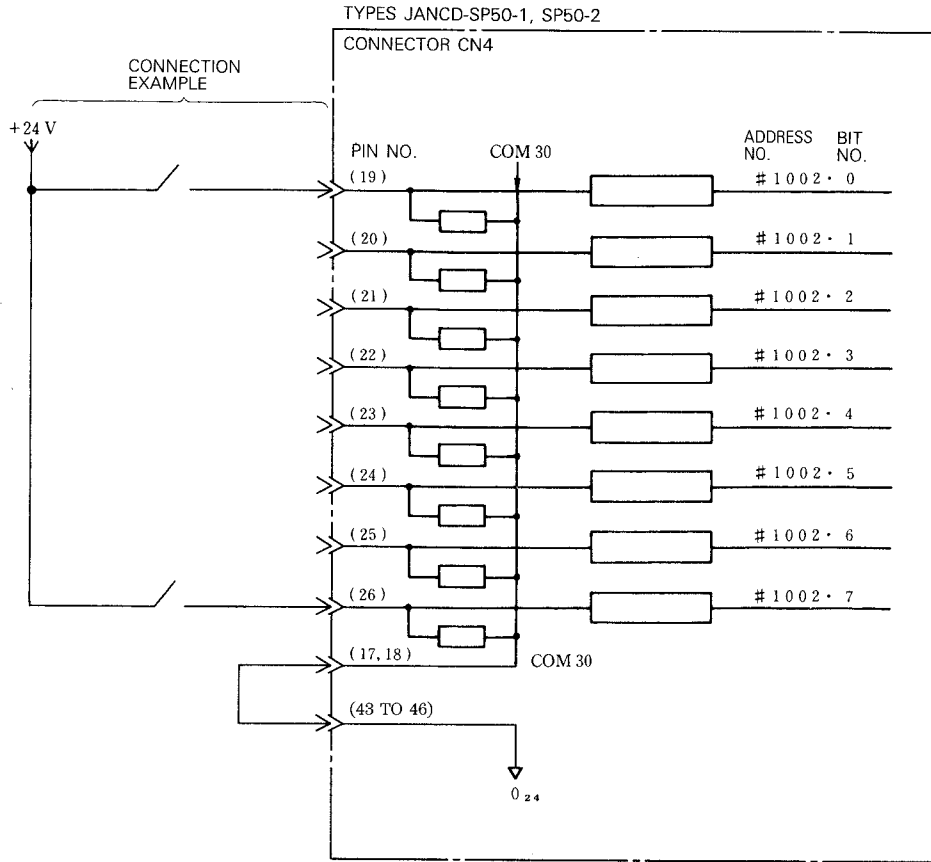 TYPES JANCD-SP50-1, SP50-2
CONNECTOR CN4
CONNECTION
EXAMPLE
+24 V
PIN NO.
COM 30
ADDRESS
NO.
BIT
NO.
(19)
#1002・0
(20)
#1002・1
(21)
#1002・2
(22)
#1002・3
(23)
#1002・4
(24)
#1002・5
(25)
#1002・6
(26)
#1002・7
(17, 18)
COM 30
(43 TO 46)
0₂₄